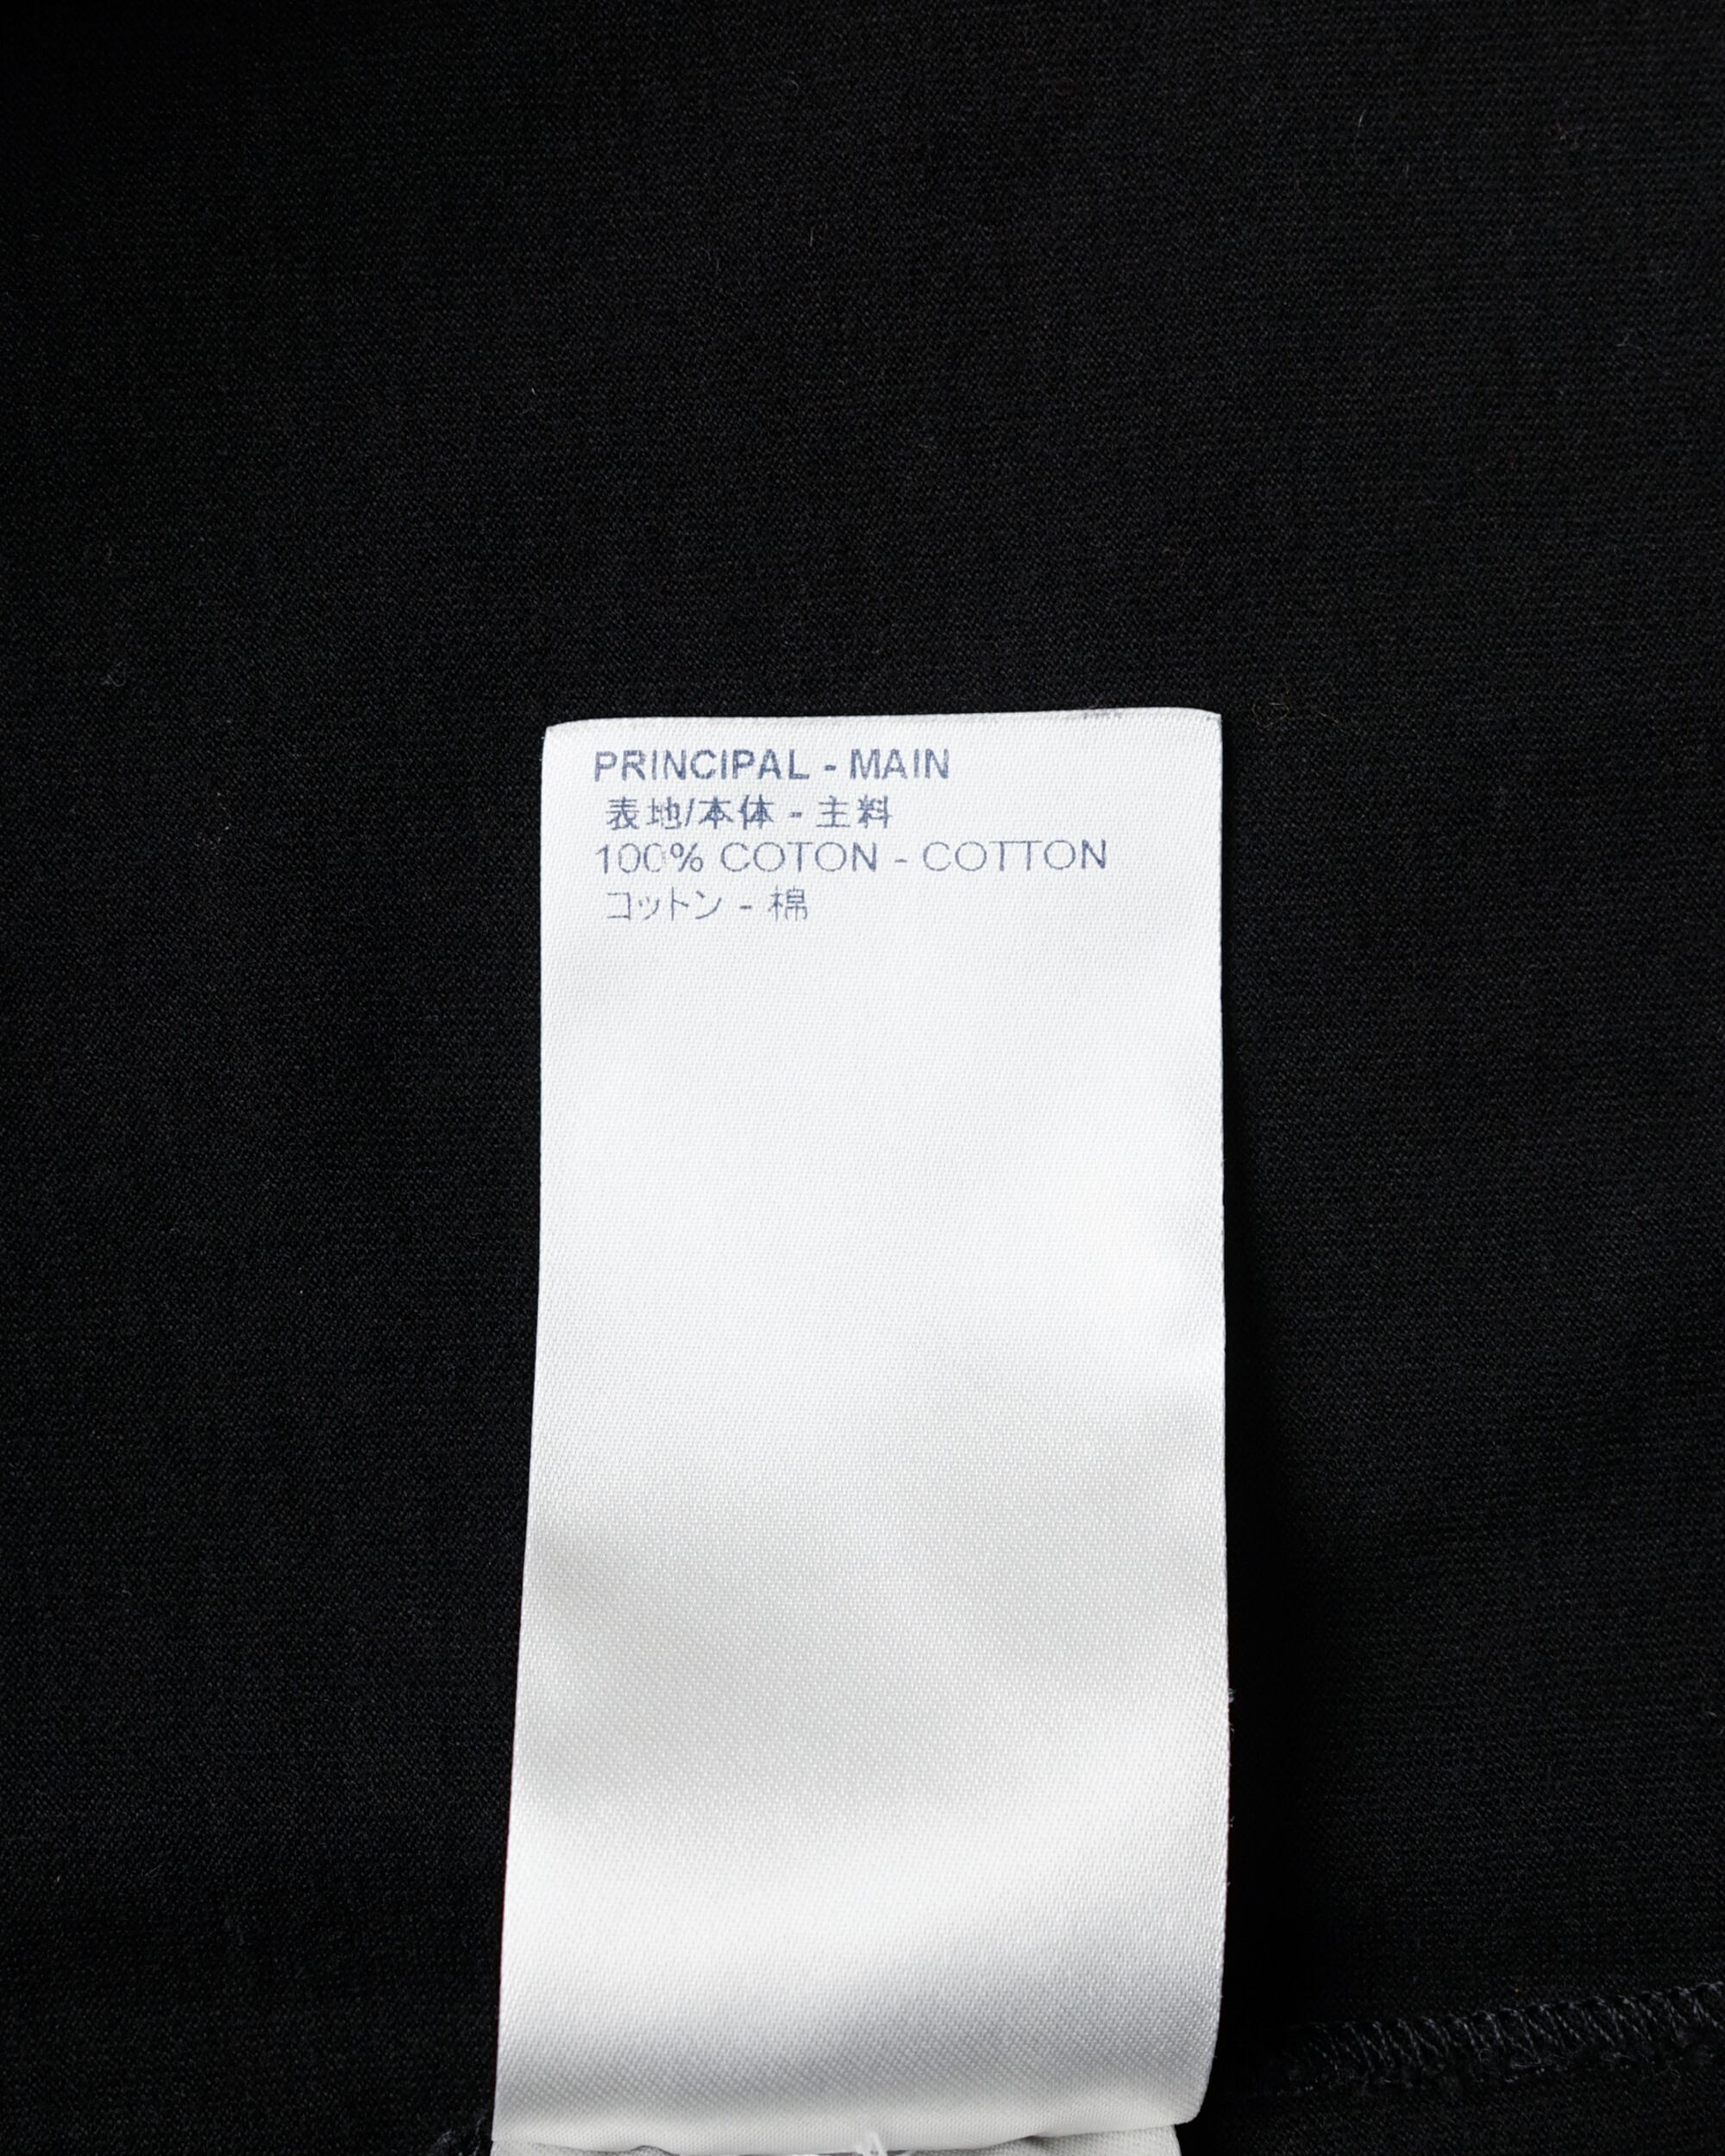 PRINCIPAL - MAIN
表地/本体 - 主料
100% COTON - COTTON
コットン - 棉